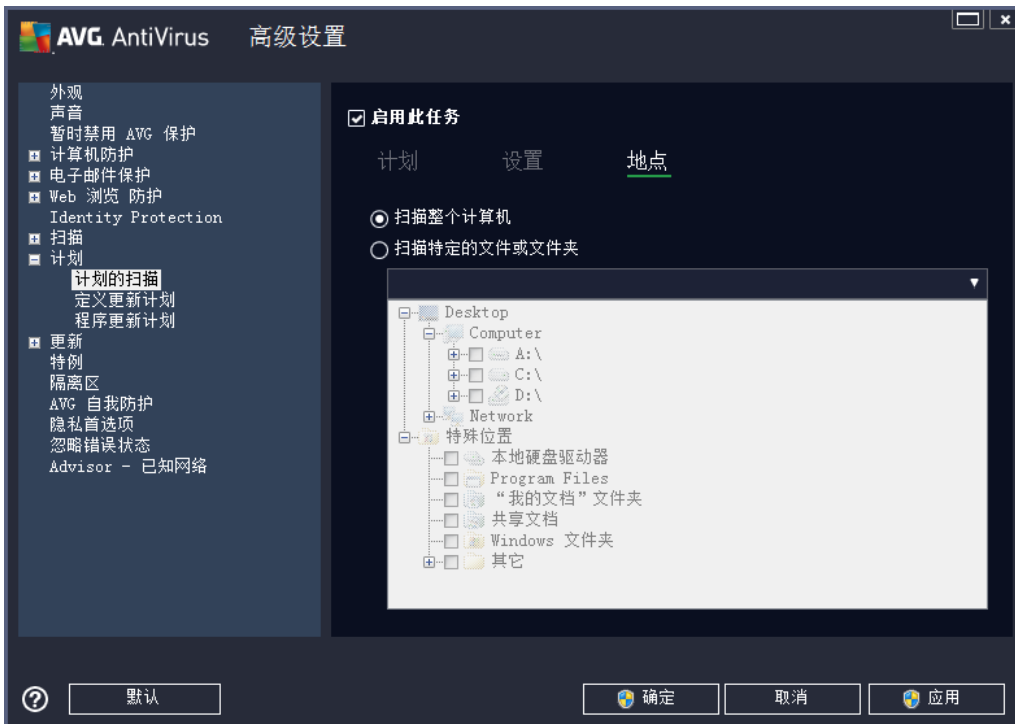 AVG AntiVirus 高级设置
外观
声音
暂时禁用 AVG 保护
计算机防护
电子邮件保护
Web 浏览 防护
Identity Protection
扫描
计划
计划的扫描
定义更新计划
程序更新计划
更新
特例
隔离区
AVG 自我防护
隐私首选项
忽略错误状态
Advisor - 已知网络
启用此任务
计划 设置 地点
扫描整个计算机
扫描特定的文件或文件夹
Desktop
Computer
A:\
C:\
D:\
Network
特殊位置
本地硬盘驱动器
Program Files
“我的文档”文件夹
共享文档
Windows 文件夹
其它
默认 确定 取消 应用